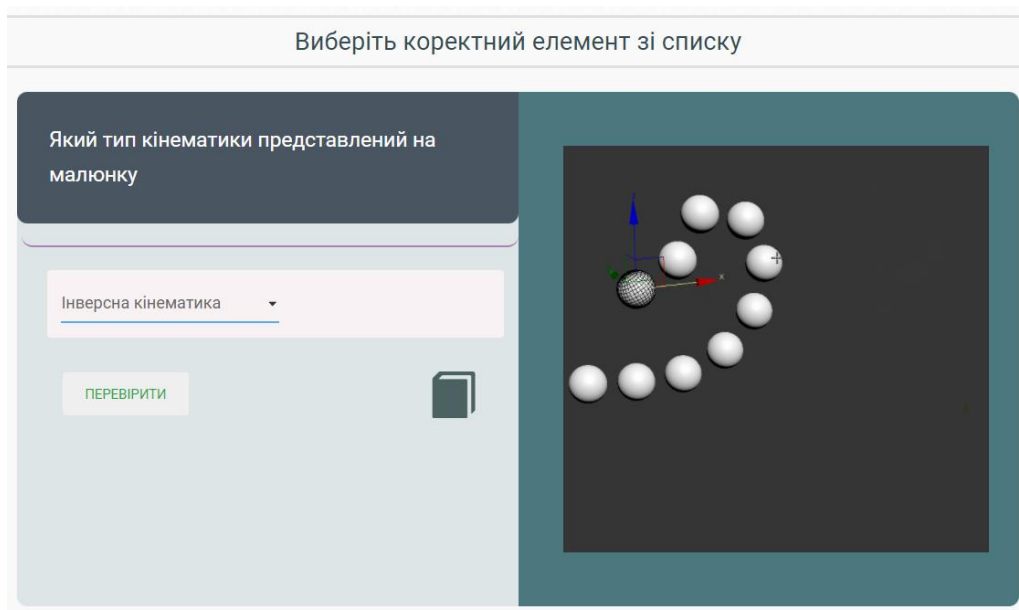 Виберіть коректний елемент зі списку
Який тип кінематики представлений на
малюнку
Інверсна кінематика
ПЕРЕВІРИТИ
x